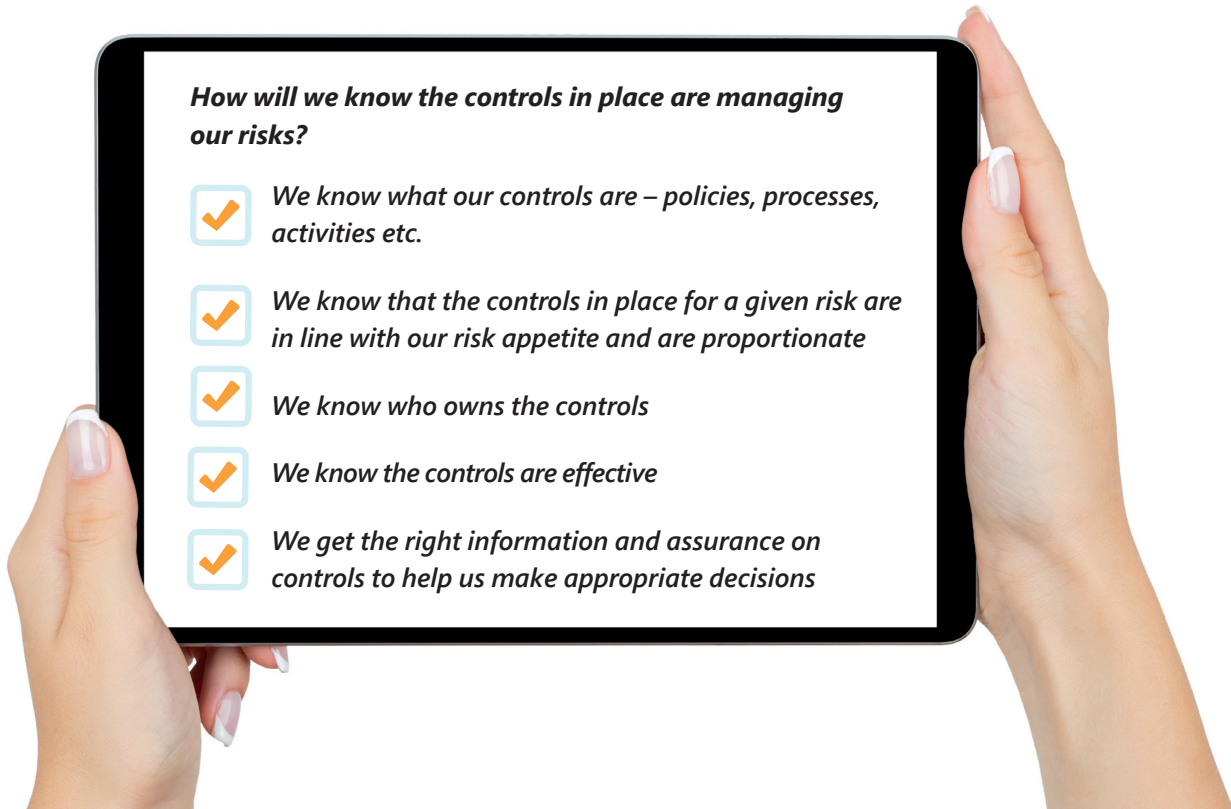 How will we know the controls in place are managing
our risks?
We know what our controls are – policies, processes,
activities etc.
We know that the controls in place for a given risk are
in line with our risk appetite and are proportionate
We know who owns the controls
We know the controls are effective
We get the right information and assurance on
controls to help us make appropriate decisions